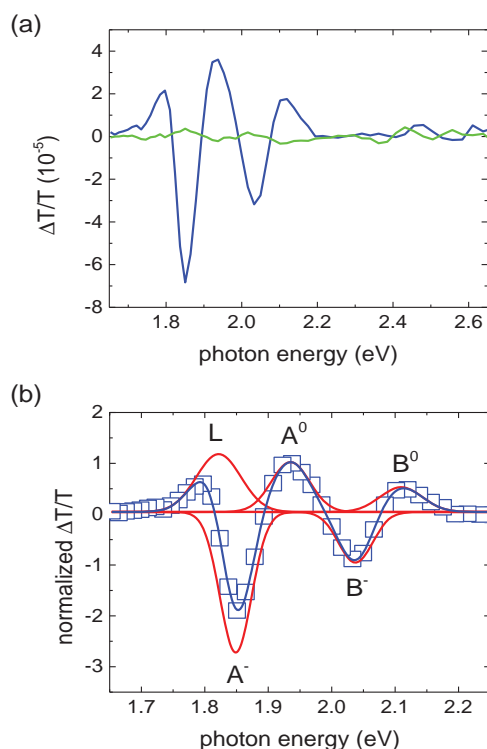 (a)
4
2
0
-2
-4
-6
-8
ΔT/T (10⁻⁵)
1.8 2.0 2.2 2.4 2.6
photon energy (eV)
(b)
2
1
0
-1
-2
-3
normalized ΔT/T
L
A⁰
B⁰
B⁻
A⁻
1.7 1.8 1.9 2.0 2.1 2.2
photon energy (eV)